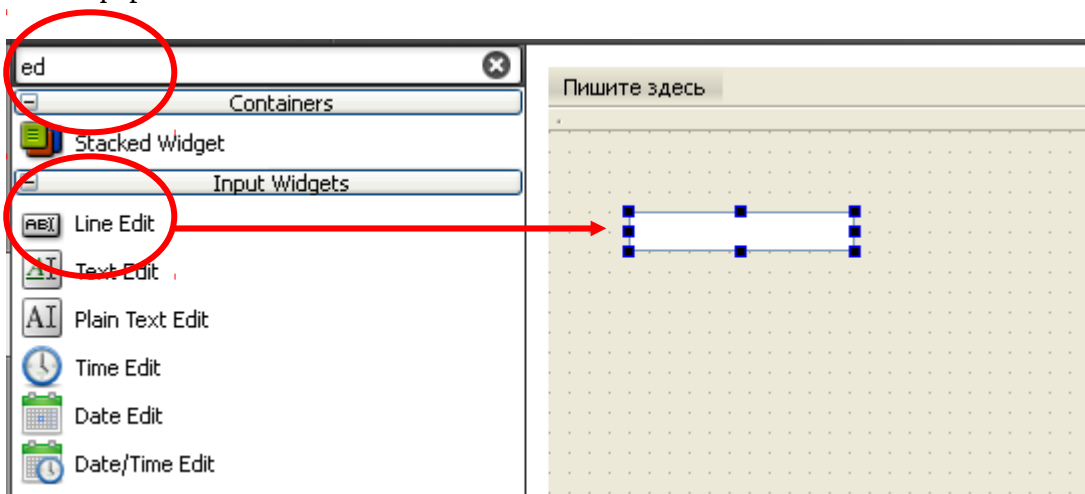 ed
Containers
Stacked Widget
Input Widgets
Line Edit
Text Edit
Plain Text Edit
Time Edit
Date Edit
Date/Time Edit
Пишите здесь